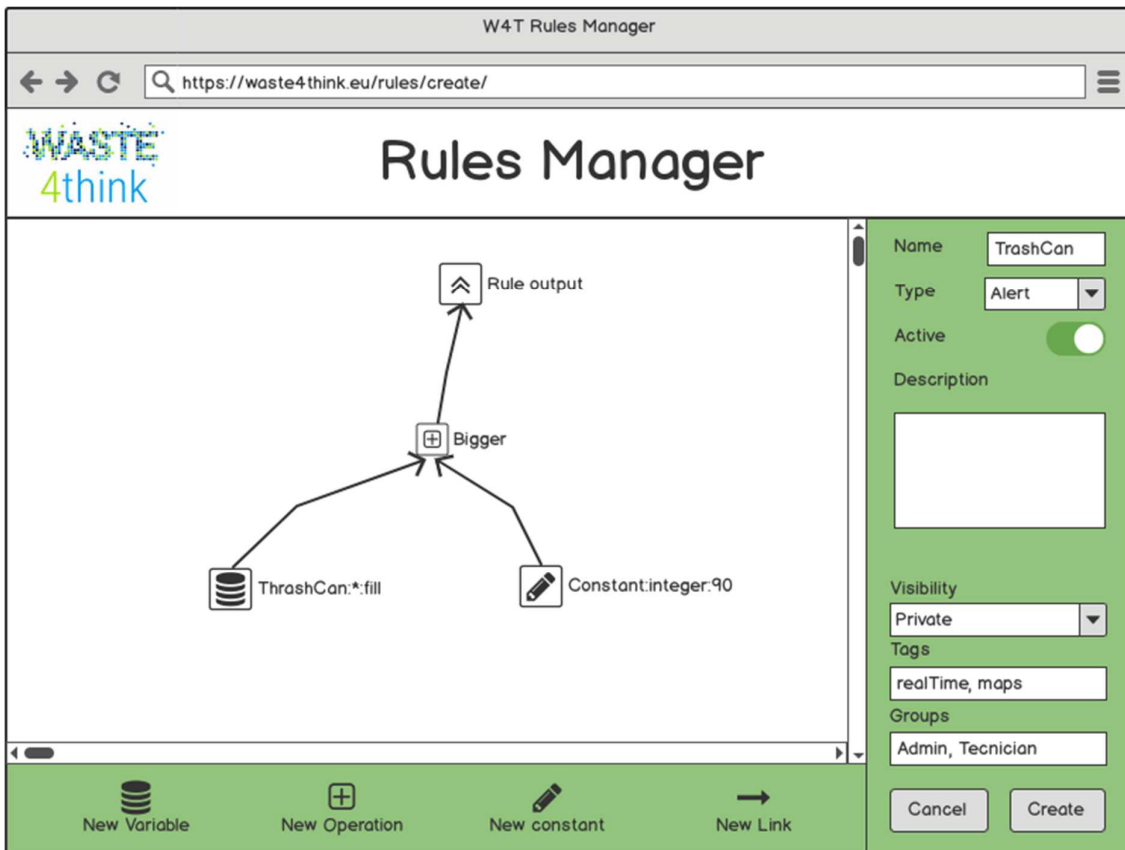 W4T Rules Manager
https://waste4think.eu/rules/create/
WASTE
4think
Rules Manager
Rule output
Bigger
ThrashCan:*:fill
Constant:integer:90
New Variable
New Operation
New constant
New Link
Name
TrashCan
Type
Alert
Active
Description
Visibility
Private
Tags
realTime, maps
Groups
Admin, Tecnician
Cancel
Create